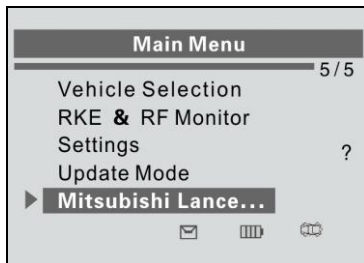 Main Menu
5/5
Vehicle Selection
RKE & RF Monitor
Settings
?
Update Mode
Mitsubishi Lance...